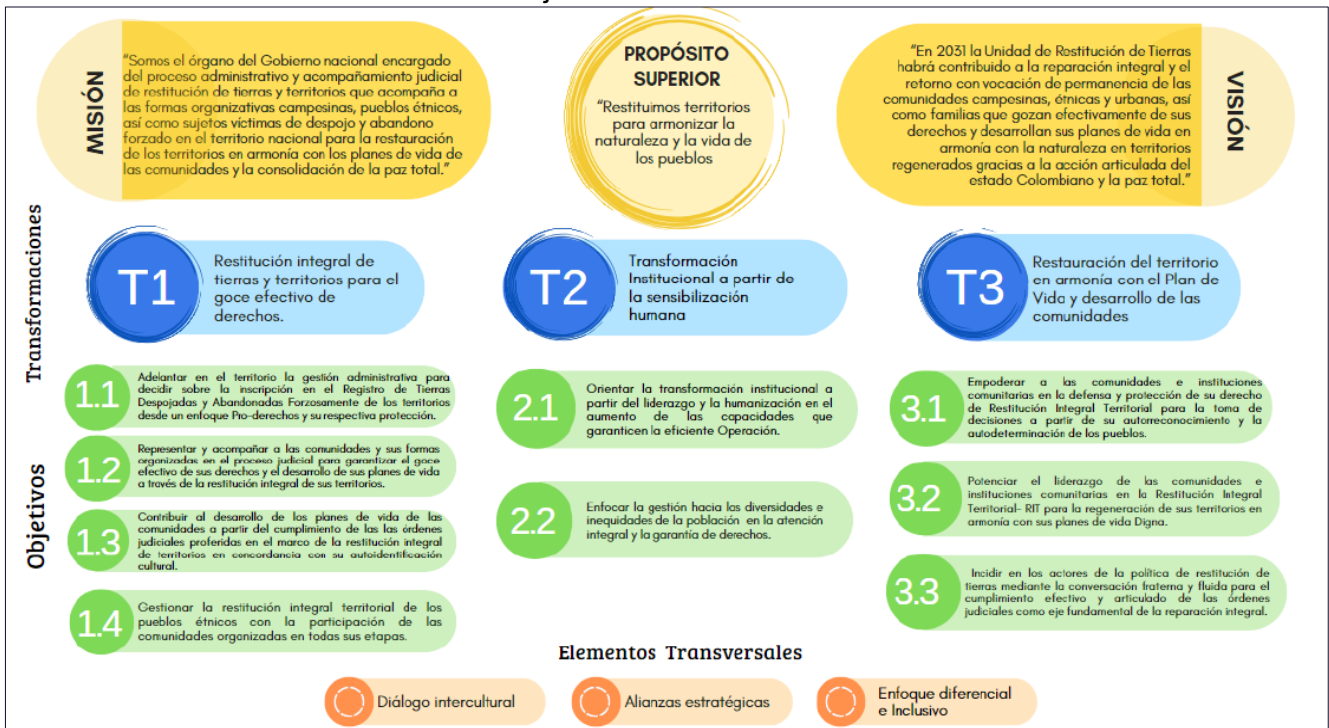 MISIÓN
"Somos el órgano del Gobierno nacional encargado
del proceso administrativo y acompañamiento judicial
de restitución de tierras y territorios que acompaña a
las formas organizativas campesinas, pueblos étnicos,
así como sujetos víctimas de despojo y abandono
forzado en el territorio nacional para la restauración
de los territorios en armonía con los planes de vida de
las comunidades y la consolidación de la paz total."
PROPÓSITO
SUPERIOR
"Restituimos territorios
para armonizar la
naturaleza y la vida de
los pueblos
"En 2031 la Unidad de Restitución de Tierras
habrá contribuido a la reparación integral y el
retorno con vocación de permanencia de las
comunidades campesinas, étnicas y urbanas, así
como familias que gozan efectivamente de sus
derechos y desarrollan sus planes de vida en
armonía con la naturaleza en territorios
regenerados gracias a la acción articulada del
estado Colombiano y la paz total."
VISIÓN
Transformaciones
T1
Restitución integral de
tierras y territorios para el
goce efectivo de
derechos.
T2
Transformación
Institucional a partir de
la sensibilización
humana
T3
Restauración del territorio
en armonía con el Plan de
Vida y desarrollo de las
comunidades
Objetivos
1.1
Adelantar en el territorio la gestión administrativa para
decidir sobre la inscripción en el Registro de Tierras
Despojadas y Abandonadas Forzosamente de los territorios
desde un enfoque Pro-derechos y su respectiva protección.
1.2
Representar y acompañar a las comunidades y sus formas
organizadas en el proceso judicial para garantizar el goce
efectivo de sus derechos y el desarrollo de sus planes de vida
a través de la restitución integral de sus territorios.
1.3
Contribuir al desarrollo de los planes de vida de las
comunidades a partir del cumplimiento de las las órdenes
judiciales proferidas en el marco de la restitución integral
de territorios en concordancia con su autoidentificación
cultural.
1.4
Gestionar la restitución integral territorial de los
pueblos étnicos con la participación de las
comunidades organizadas en todas sus etapas.
2.1
Orientar la transformación institucional a
partir del liderazgo y la humanización en el
aumento de las capacidades que
garanticen la eficiente Operación.
2.2
Enfocar la gestión hacia las diversidades e
inequidades de la población en la atención
integral y la garantía de derechos.
3.1
Empoderar a las comunidades e instituciones
comunitarias en la defensa y protección de su derecho
de Restitución Integral Territorial para la toma de
decisiones a partir de su autorreconocimiento y la
autodeterminación de los pueblos.
3.2
Potenciar el liderazgo de las comunidades e
instituciones comunitarias en la Restitución Integral
Territorial- RIT para la regeneración de sus territorios en
armonía con sus planes de vida Digna.
3.3
Incidir en los actores de la política de restitución de
tierras mediante la conversación fraterna y fluida para el
cumplimiento efectivo y articulado de las órdenes
judiciales como eje fundamental de la reparación integral.
Elementos Transversales
Diálogo intercultural
Alianzas estratégicas
Enfoque diferencial
e Inclusivo